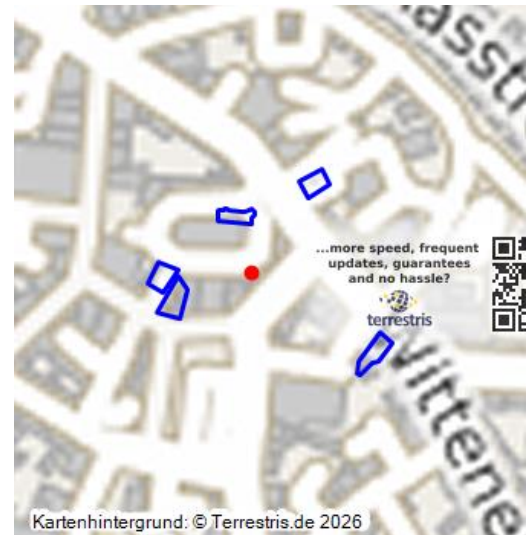 ...more speed, frequent
updates, guarantees
and no hassle?
terrestris
Kartenhintergrund: © Terrestris.de 2026